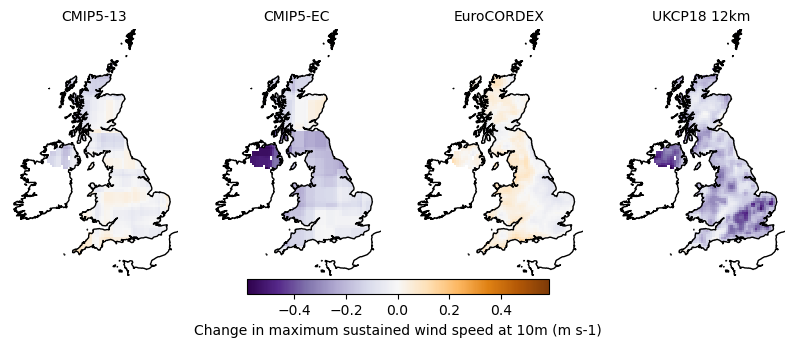 CMIP5-13 CMIP5-EC EuroCORDEX UKCP18 12km
−0.4 −0.2 0.0 0.2 0.4
Change in maximum sustained wind speed at 10m (m s-1)